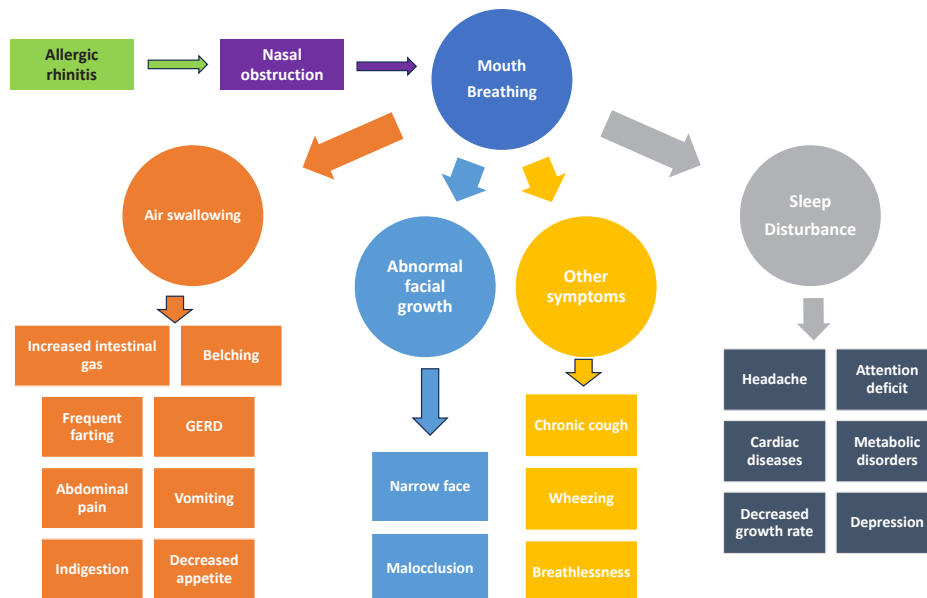 Allergic
rhinitis
Nasal
obstruction
Mouth
Breathing
Air swallowing
Abnormal
facial
growth
Other
symptoms
Sleep
Disturbance
Increased intestinal
gas
Belching
Frequent
farting
GERD
Abdominal
pain
Vomiting
Indigestion
Decreased
appetite
Narrow face
Malocclusion
Chronic cough
Wheezing
Breathlessness
Headache
Attention
deficit
Cardiac
diseases
Metabolic
disorders
Decreased
growth rate
Depression